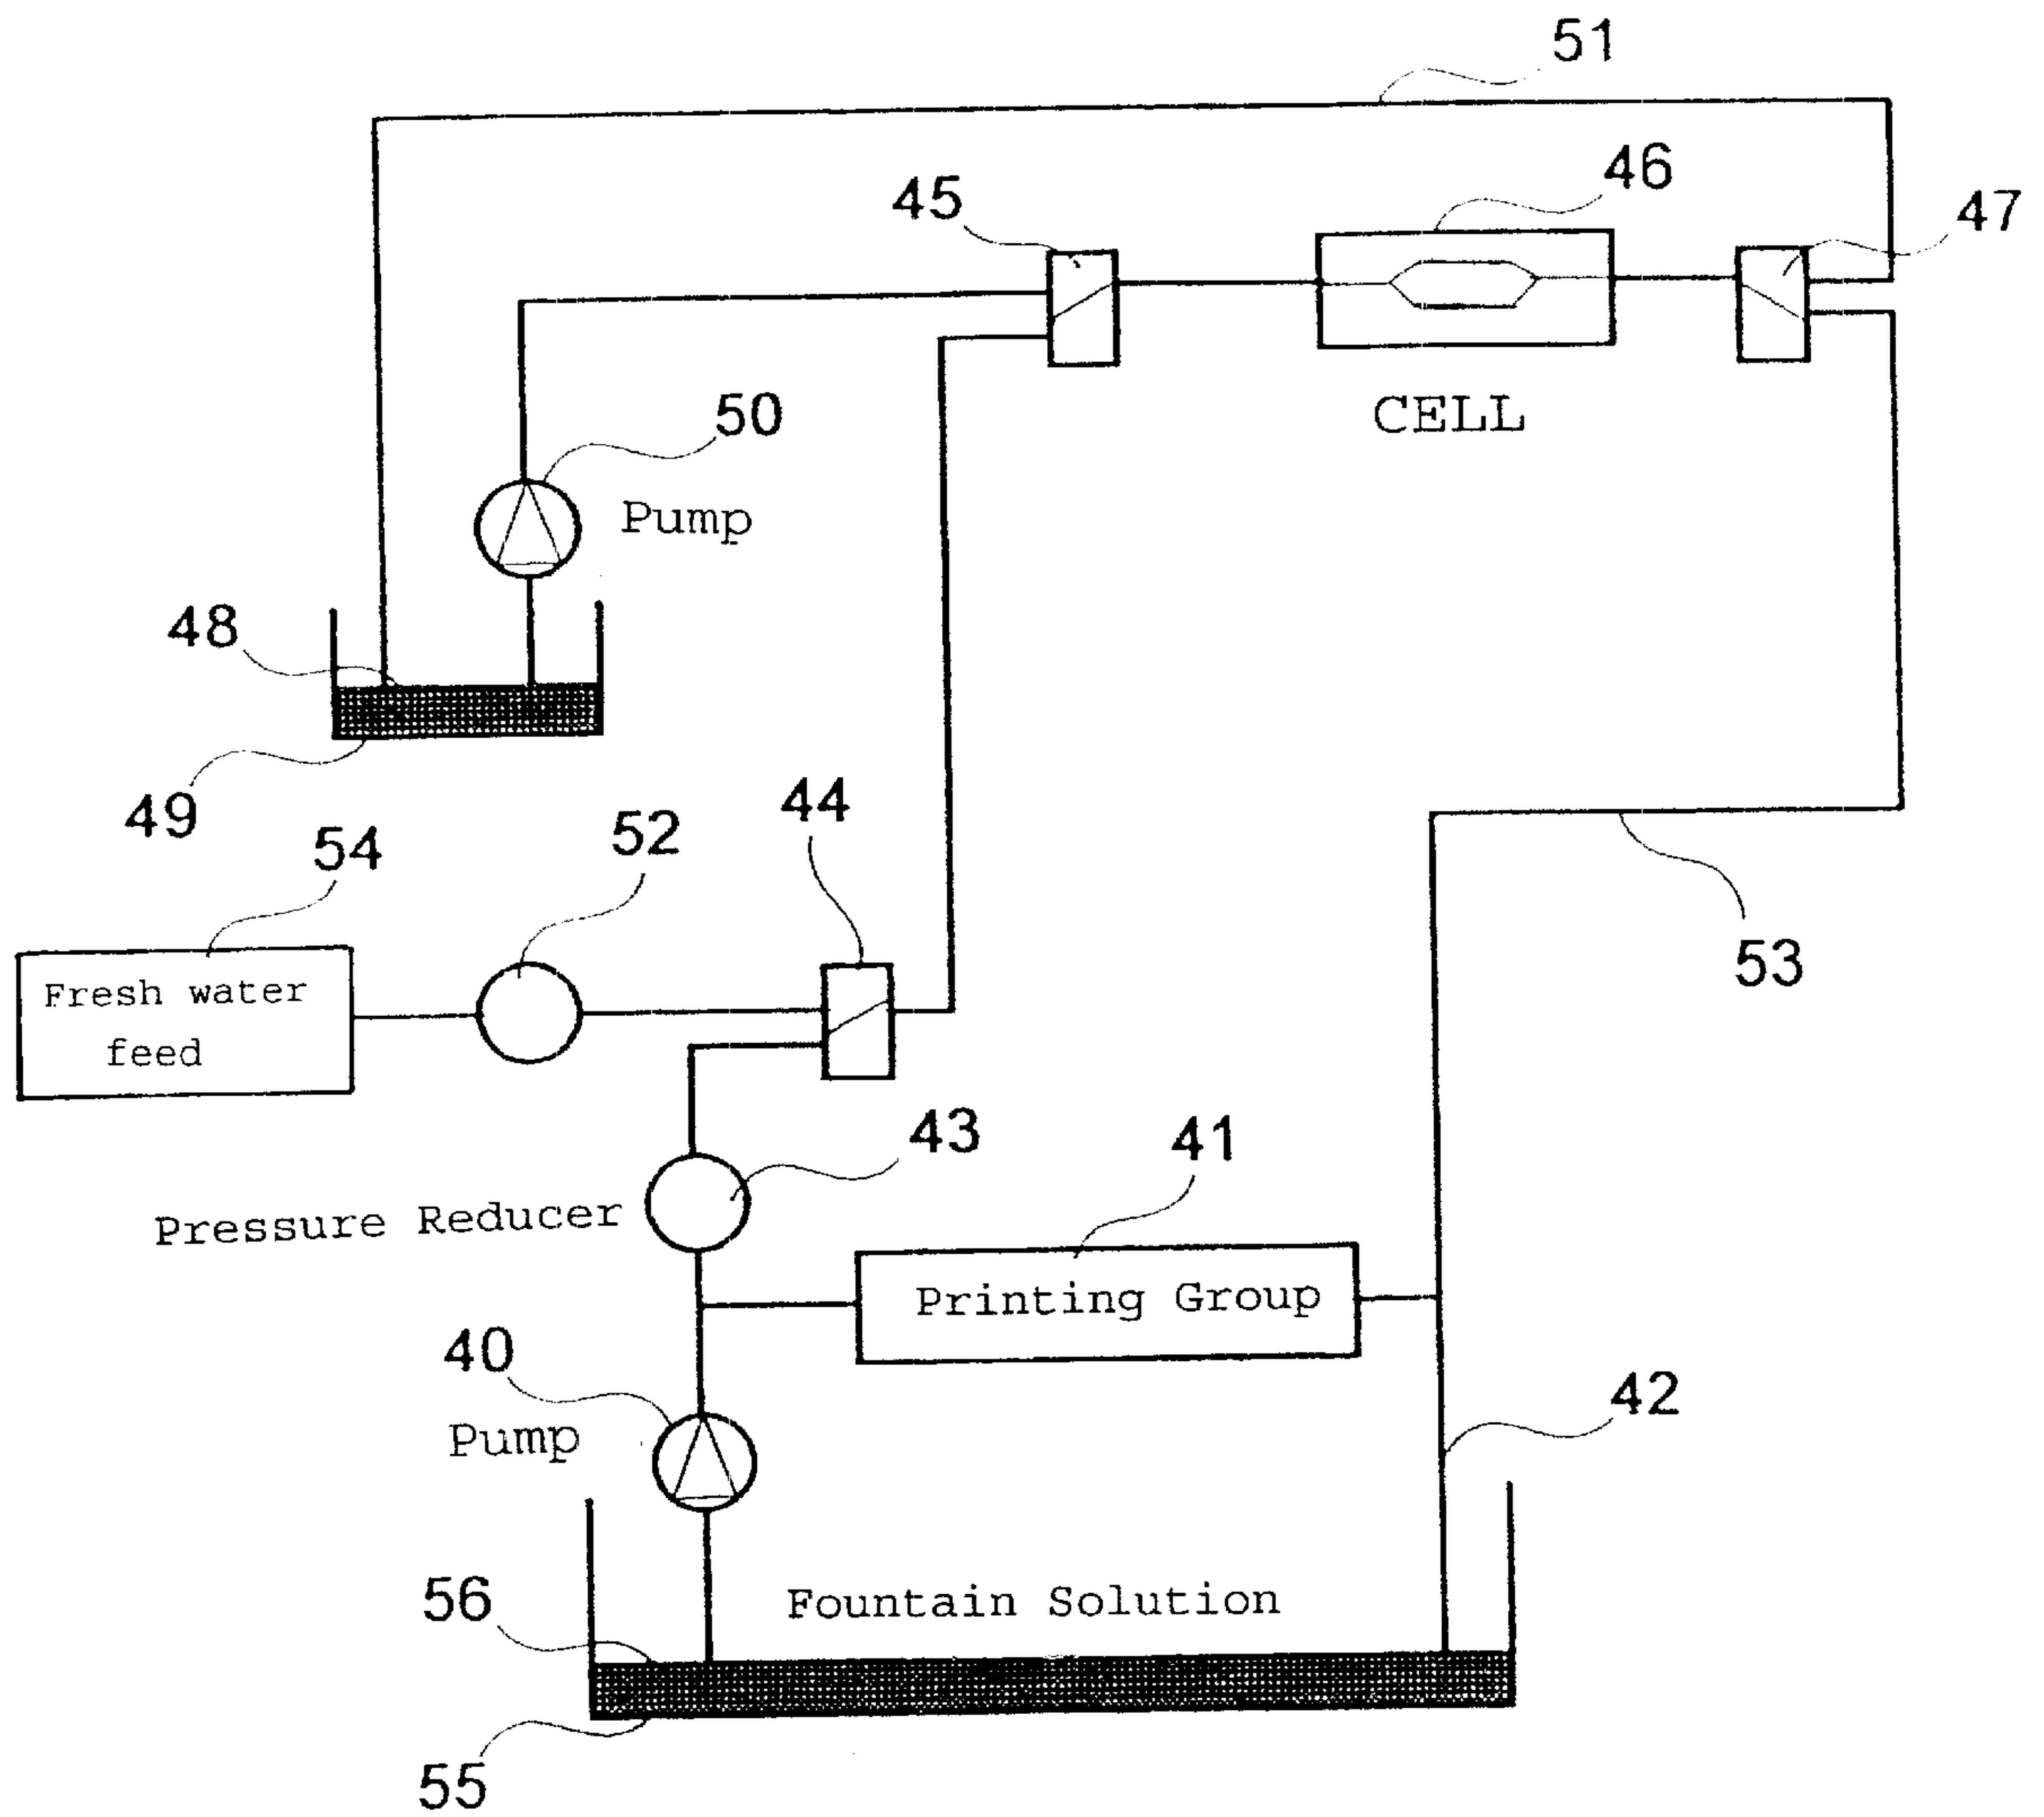 51
46
47
45
CELL
50
Pump
48
49
44
52
54
Fresh water
feed
53
43
41
Pressure Reducer
Printing Group
40
Pump
42
56
Fountain Solution
55